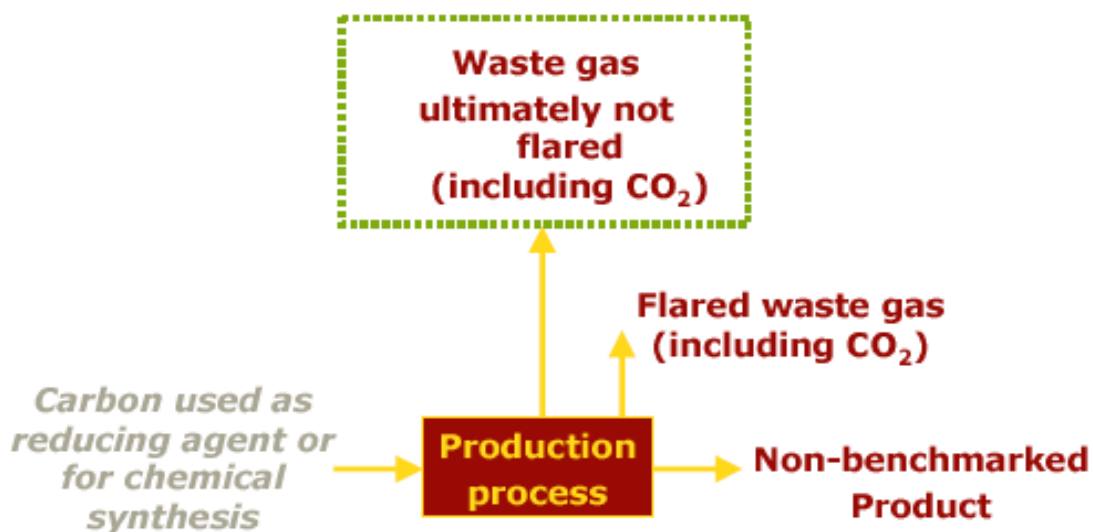 Waste gas
ultimately not
flared
(including CO₂)
Flared waste gas
(including CO₂)
Carbon used as
reducing agent or
for chemical
synthesis
Production
process
Non-benchmarked
Product